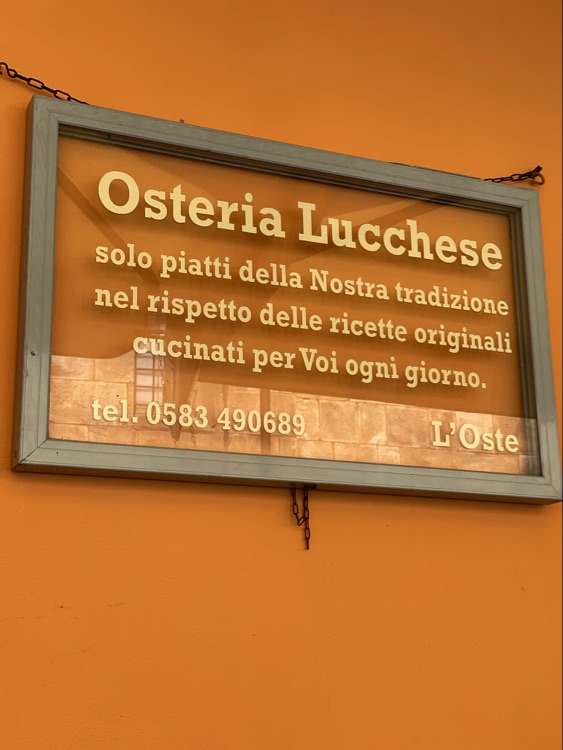 Osteria Lucchese
solo piatti della Nostra tradizione
nel rispetto delle ricette originali
cucinati per Voi ogni giorno.
tel. 0583 490689
L'Oste